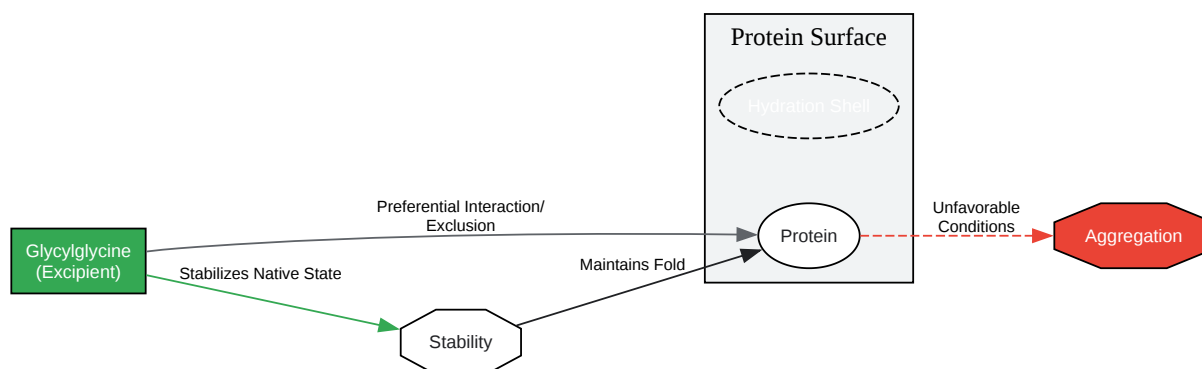 Protein Surface
Hydration Shell
Preferential Interaction/
Exclusion
Unfavorable
Conditions
Glycylglycine
(Excipient)
Protein
Aggregation
Stabilizes Native State
Maintains Fold
Stability